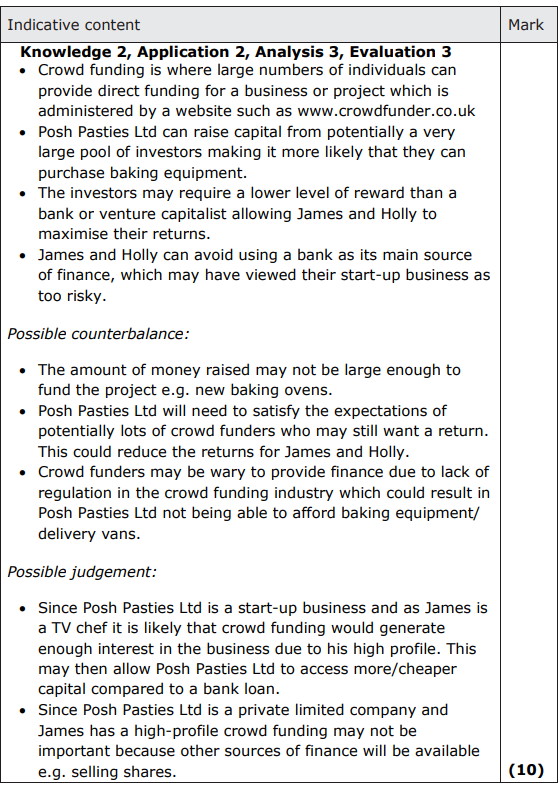 Indicative content
Mark
Knowledge 2, Application 2, Analysis 3, Evaluation 3
• Crowd funding is where large numbers of individuals can
provide direct funding for a business or project which is
administered by a website such as www.crowdfunder.co.uk
• Posh Pasties Ltd can raise capital from potentially a very
large pool of investors making it more likely that they can
purchase baking equipment.
• The investors may require a lower level of reward than a
bank or venture capitalist allowing James and Holly to
maximise their returns.
• James and Holly can avoid using a bank as its main source
of finance, which may have viewed their start-up business as
too risky.
Possible counterbalance:
• The amount of money raised may not be large enough to
fund the project e.g. new baking ovens.
• Posh Pasties Ltd will need to satisfy the expectations of
potentially lots of crowd funders who may still want a return.
This could reduce the returns for James and Holly.
• Crowd funders may be wary to provide finance due to lack of
regulation in the crowd funding industry which could result in
Posh Pasties Ltd not being able to afford baking equipment/
delivery vans.
Possible judgement:
• Since Posh Pasties Ltd is a start-up business and as James is
a TV chef it is likely that crowd funding would generate
enough interest in the business due to his high profile. This
may then allow Posh Pasties Ltd to access more/cheaper
capital compared to a bank loan.
• Since Posh Pasties Ltd is a private limited company and
James has a high-profile crowd funding may not be
important because other sources of finance will be available
e.g. selling shares.
(10)